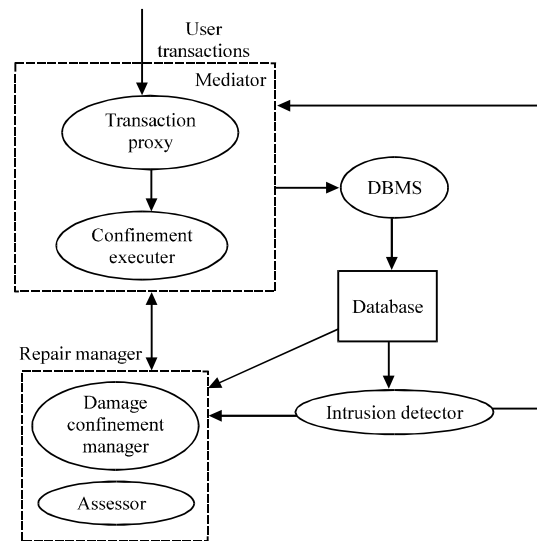 User
transactions
Mediator
Transaction
proxy
DBMS
Confinement
executer
Database
Repair manager
Damage
confinement
manager
Intrusion detector
Assessor